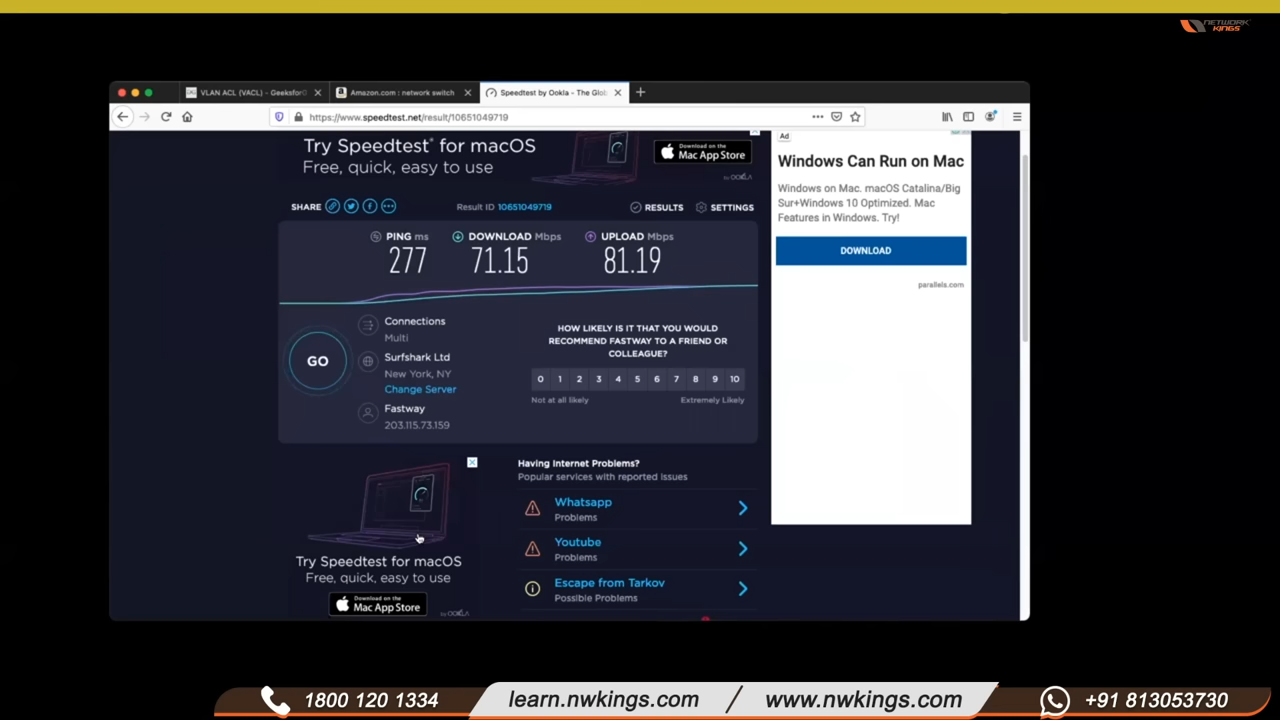 NETWORK
KINGS
VLAN ACL (VACL) - Geeksfor
Amazon.com : network switch
Speedtest by Ookla - The Glob
https://www.speedtest.net/result/10651049719
Try Speedtest® for macOS
Free, quick, easy to use
Download on the
Mac App Store
by OOKLA
Ad
Windows Can Run on Mac
Windows on Mac. macOS Catalina/Big
Sur+Windows 10 Optimized. Mac
Features in Windows. Try!
DOWNLOAD
parallels.com
SHARE
Result ID 10651049719
RESULTS
SETTINGS
PING ms
DOWNLOAD Mbps
UPLOAD Mbps
277
71.15
81.19
GO
Connections
Multi
Surfshark Ltd
New York, NY
Change Server
Fastway
203.115.73.159
HOW LIKELY IS IT THAT YOU WOULD
RECOMMEND FASTWAY TO A FRIEND OR
COLLEAGUE?
0 1 2 3 4 5 6 7 8 9 10
Not at all likely
Extremely Likely
Try Speedtest for macOS
Free, quick, easy to use
Download on the
Mac App Store
by OOKLA
Having Internet Problems?
Popular services with reported issues
Whatsapp
Problems
Youtube
Problems
Escape from Tarkov
Possible Problems
1800 120 1334
learn.nwkings.com / www.nwkings.com
+91 813053730